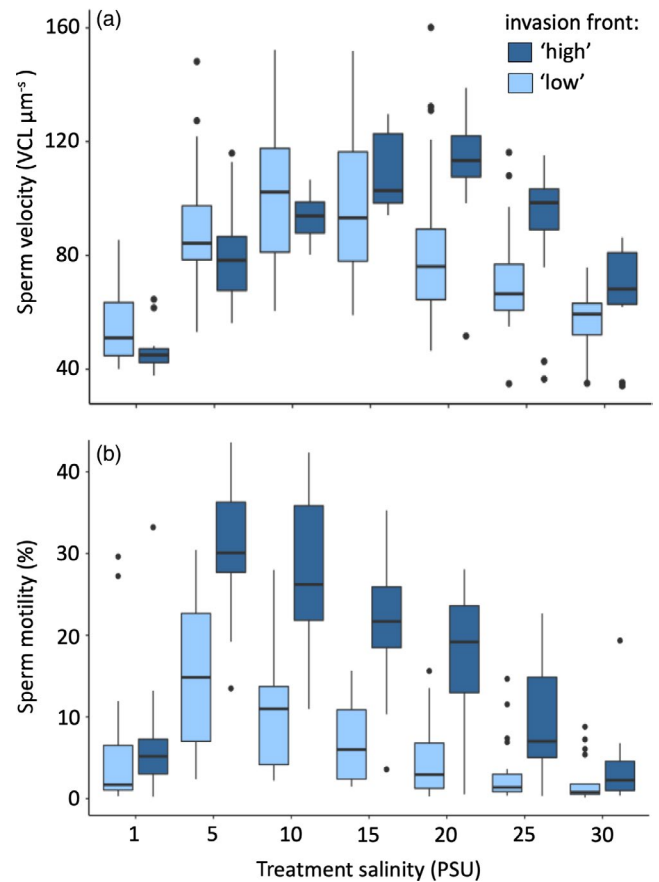 (a)
invasion front:
'high'
'low'
Sperm velocity (VCL μm⁻ˢ)
160
120
80
40
(b)
Sperm motility (%)
40
30
20
10
0
1 5 10 15 20 25 30
Treatment salinity (PSU)